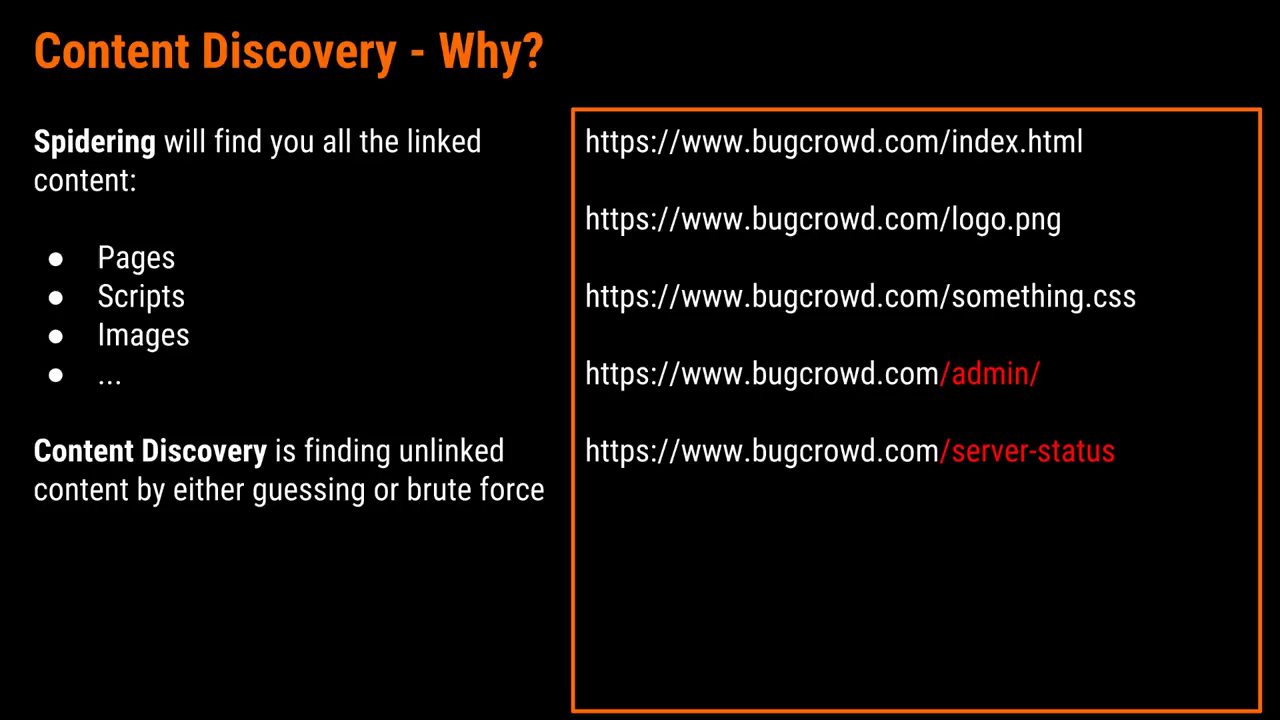 Content Discovery - Why?
Spidering will find you all the linked
content:
● Pages
● Scripts
● Images
● ...
Content Discovery is finding unlinked
content by either guessing or brute force
https://www.bugcrowd.com/index.html
https://www.bugcrowd.com/logo.png
https://www.bugcrowd.com/something.css
https://www.bugcrowd.com/admin/
https://www.bugcrowd.com/server-status